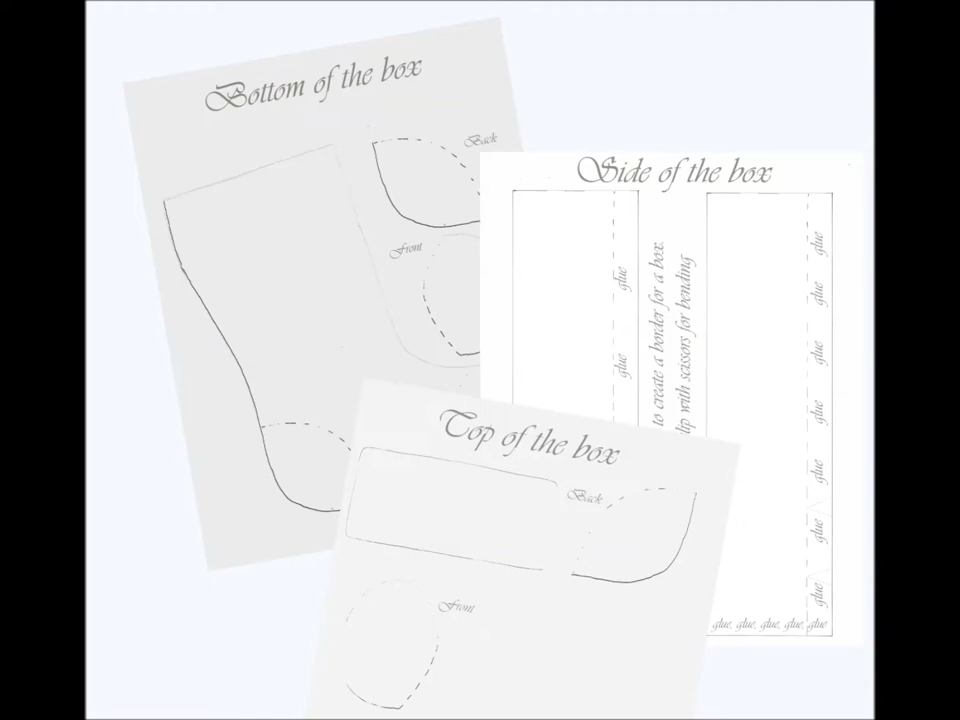 Bottom of the box
Back
Front
Side of the box
glue
glue
to create a border for a box.
clip with scissors for bending
glue
glue
glue
glue
glue
glue
glue
glue, glue, glue, glue, glue
Top of the box
Back
Front